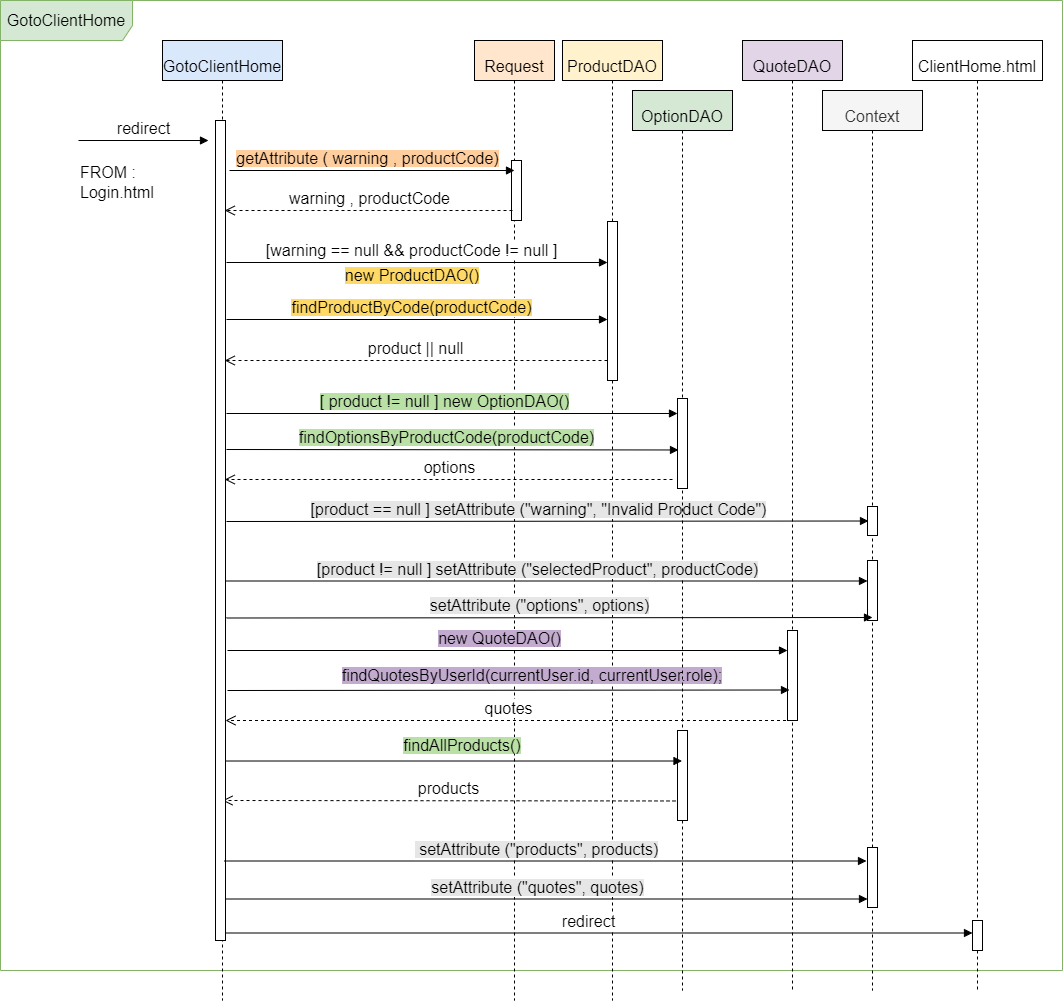 GotoClientHome
GotoClientHome
Request
ProductDAO
QuoteDAO
ClientHome.html
OptionDAO
Context
redirect
FROM :
Login.html
getAttribute ( warning , productCode)
warning , productCode
[warning == null && productCode != null ]
new ProductDAO()
findProductByCode(productCode)
product || null
[ product != null ] new OptionDAO()
findOptionsByProductCode(productCode)
options
[product == null ] setAttribute ("warning", "Invalid Product Code")
[product != null ] setAttribute ("selectedProduct", productCode)
setAttribute ("options", options)
new QuoteDAO()
findQuotesByUserId(currentUser.id, currentUser.role);
quotes
findAllProducts()
products
setAttribute ("products", products)
setAttribute ("quotes", quotes)
redirect